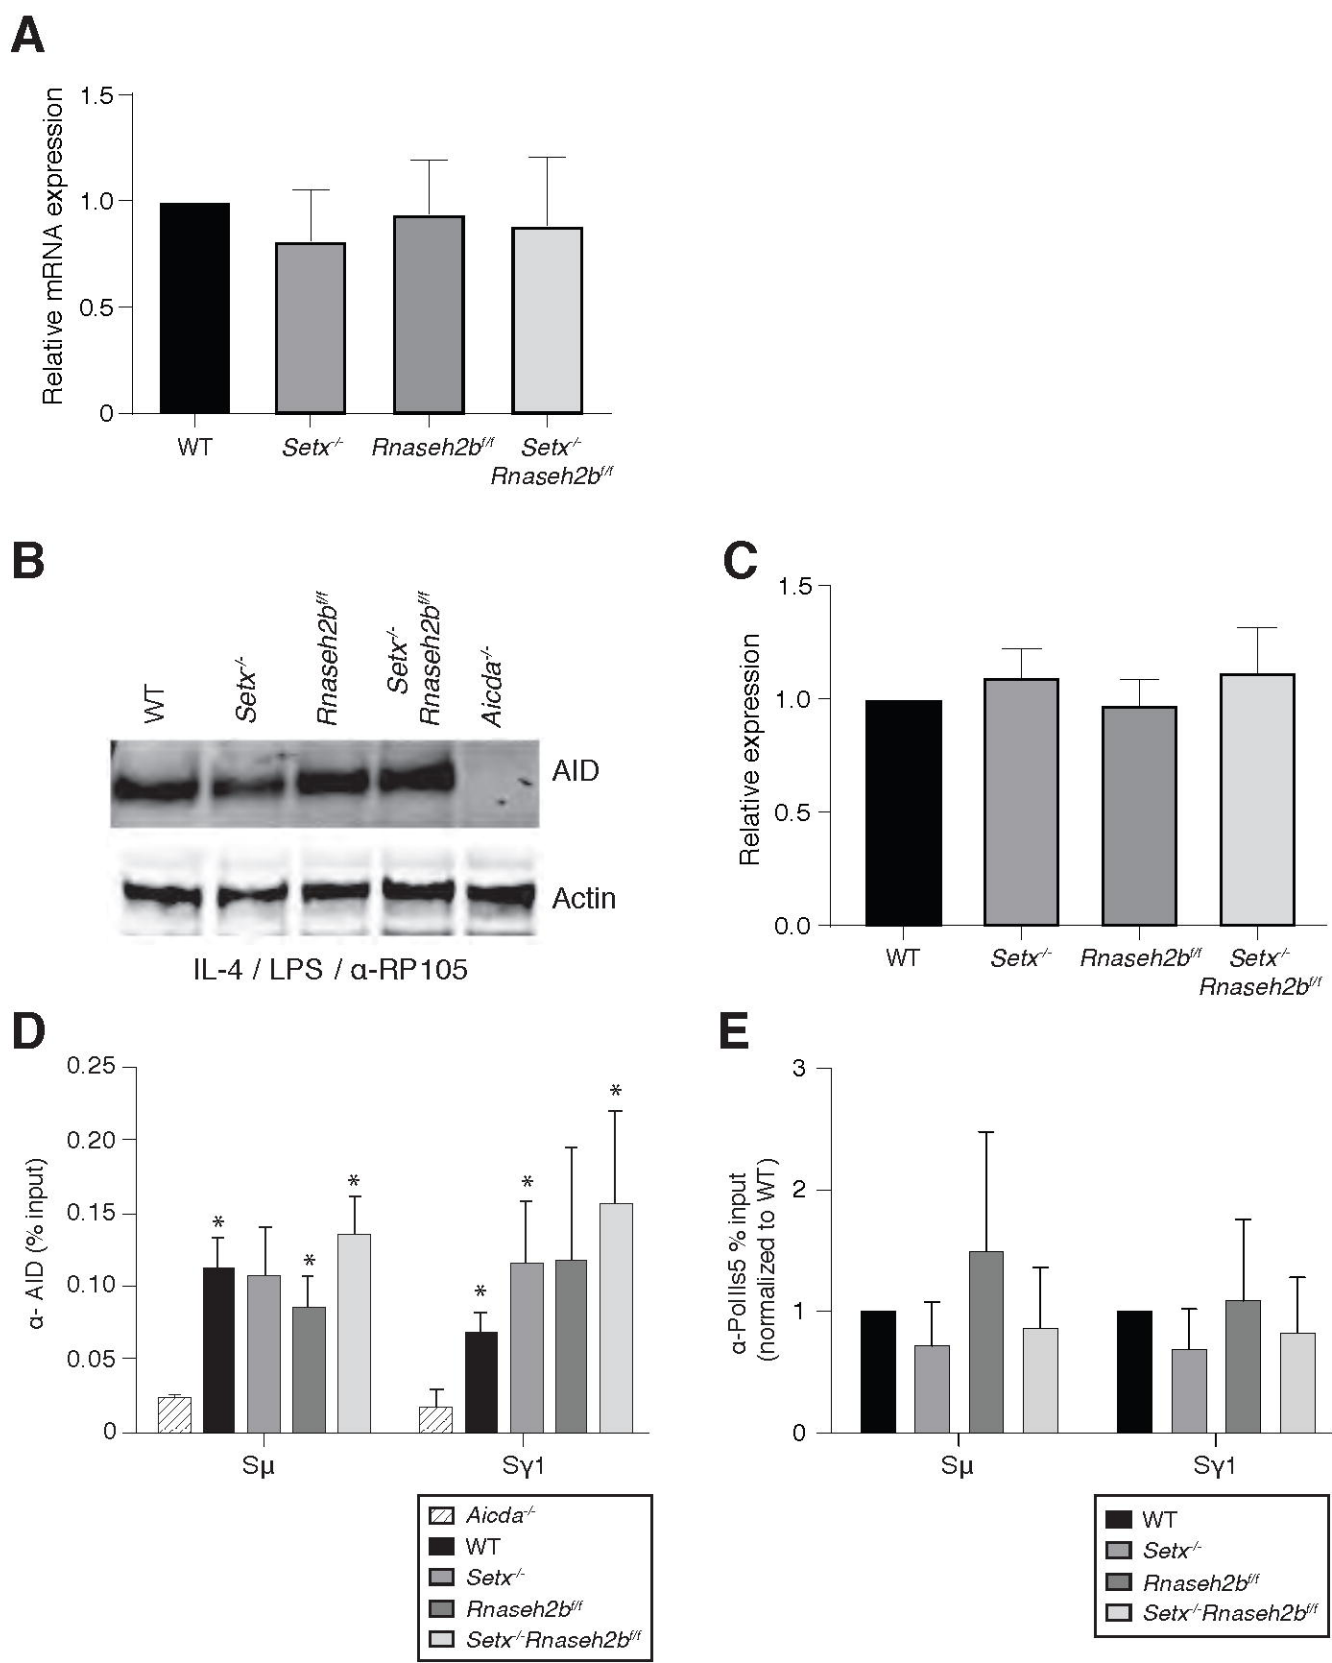 A
1.5
1.0
0.5
0
Relative mRNA expression
WT
Setx-/-
Rnaseh2bf/f
Setx-/-
Rnaseh2bf/f
B
WT
Setx-/-
Rnaseh2bf/f
Setx-/-
Rnaseh2bf/f
Aicda-/-
AID
Actin
IL-4 / LPS / α-RP105
C
1.5
1.0
0.5
0.0
Relative expression
WT
Setx-/-
Rnaseh2bf/f
Setx-/-
Rnaseh2bf/f
D
0.25
0.20
0.15
0.10
0.05
0
α- AID (% input)
*
*
*
*
*
*
Sμ
Sγ1
Aicda-/-
WT
Setx-/-
Rnaseh2bf/f
Setx-/-Rnaseh2bf/f
E
3
2
1
0
α-PolIIs5 % input
(normalized to WT)
Sμ
Sγ1
WT
Setx-/-
Rnaseh2bf/f
Setx-/-Rnaseh2bf/f